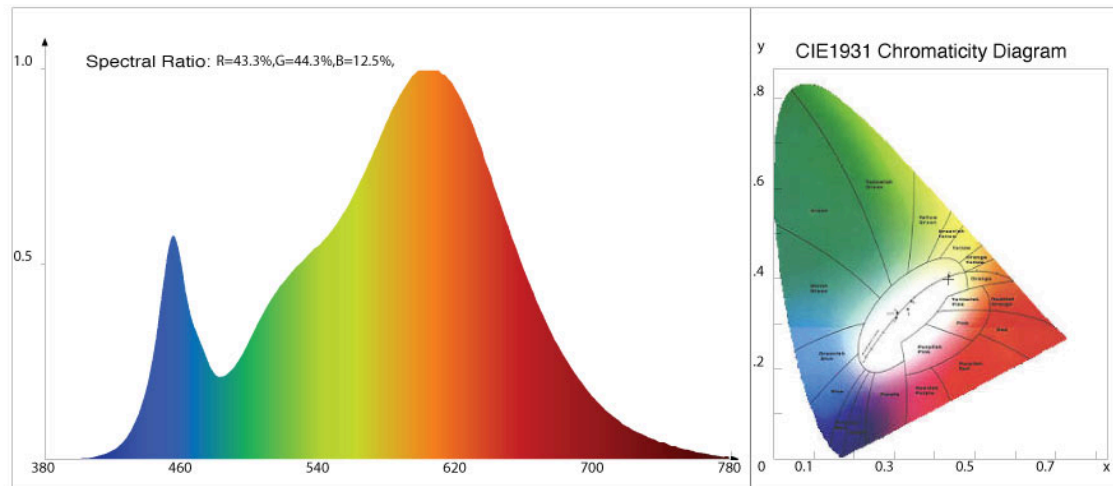 1.0
Spectral Ratio: R=43.3%,G=44.3%,B=12.5%,
0.5
380 460 540 620 700 780
y
CIE1931 Chromaticity Diagram
.8
.6
.4
.2
0 0.1 0.3 0.5 0.7 x
Yellowish
Green
Green
Yellow
Green
Greenish
Yellow
Yellow
Orange
Yellow
Orange
Bluish
Green
Yellowish
Pink
Reddish
Orange
Pink
Red
Greenish
Blue
Purplish
Pink
Purplish
Red
Blue
Purple
Reddish
Purple